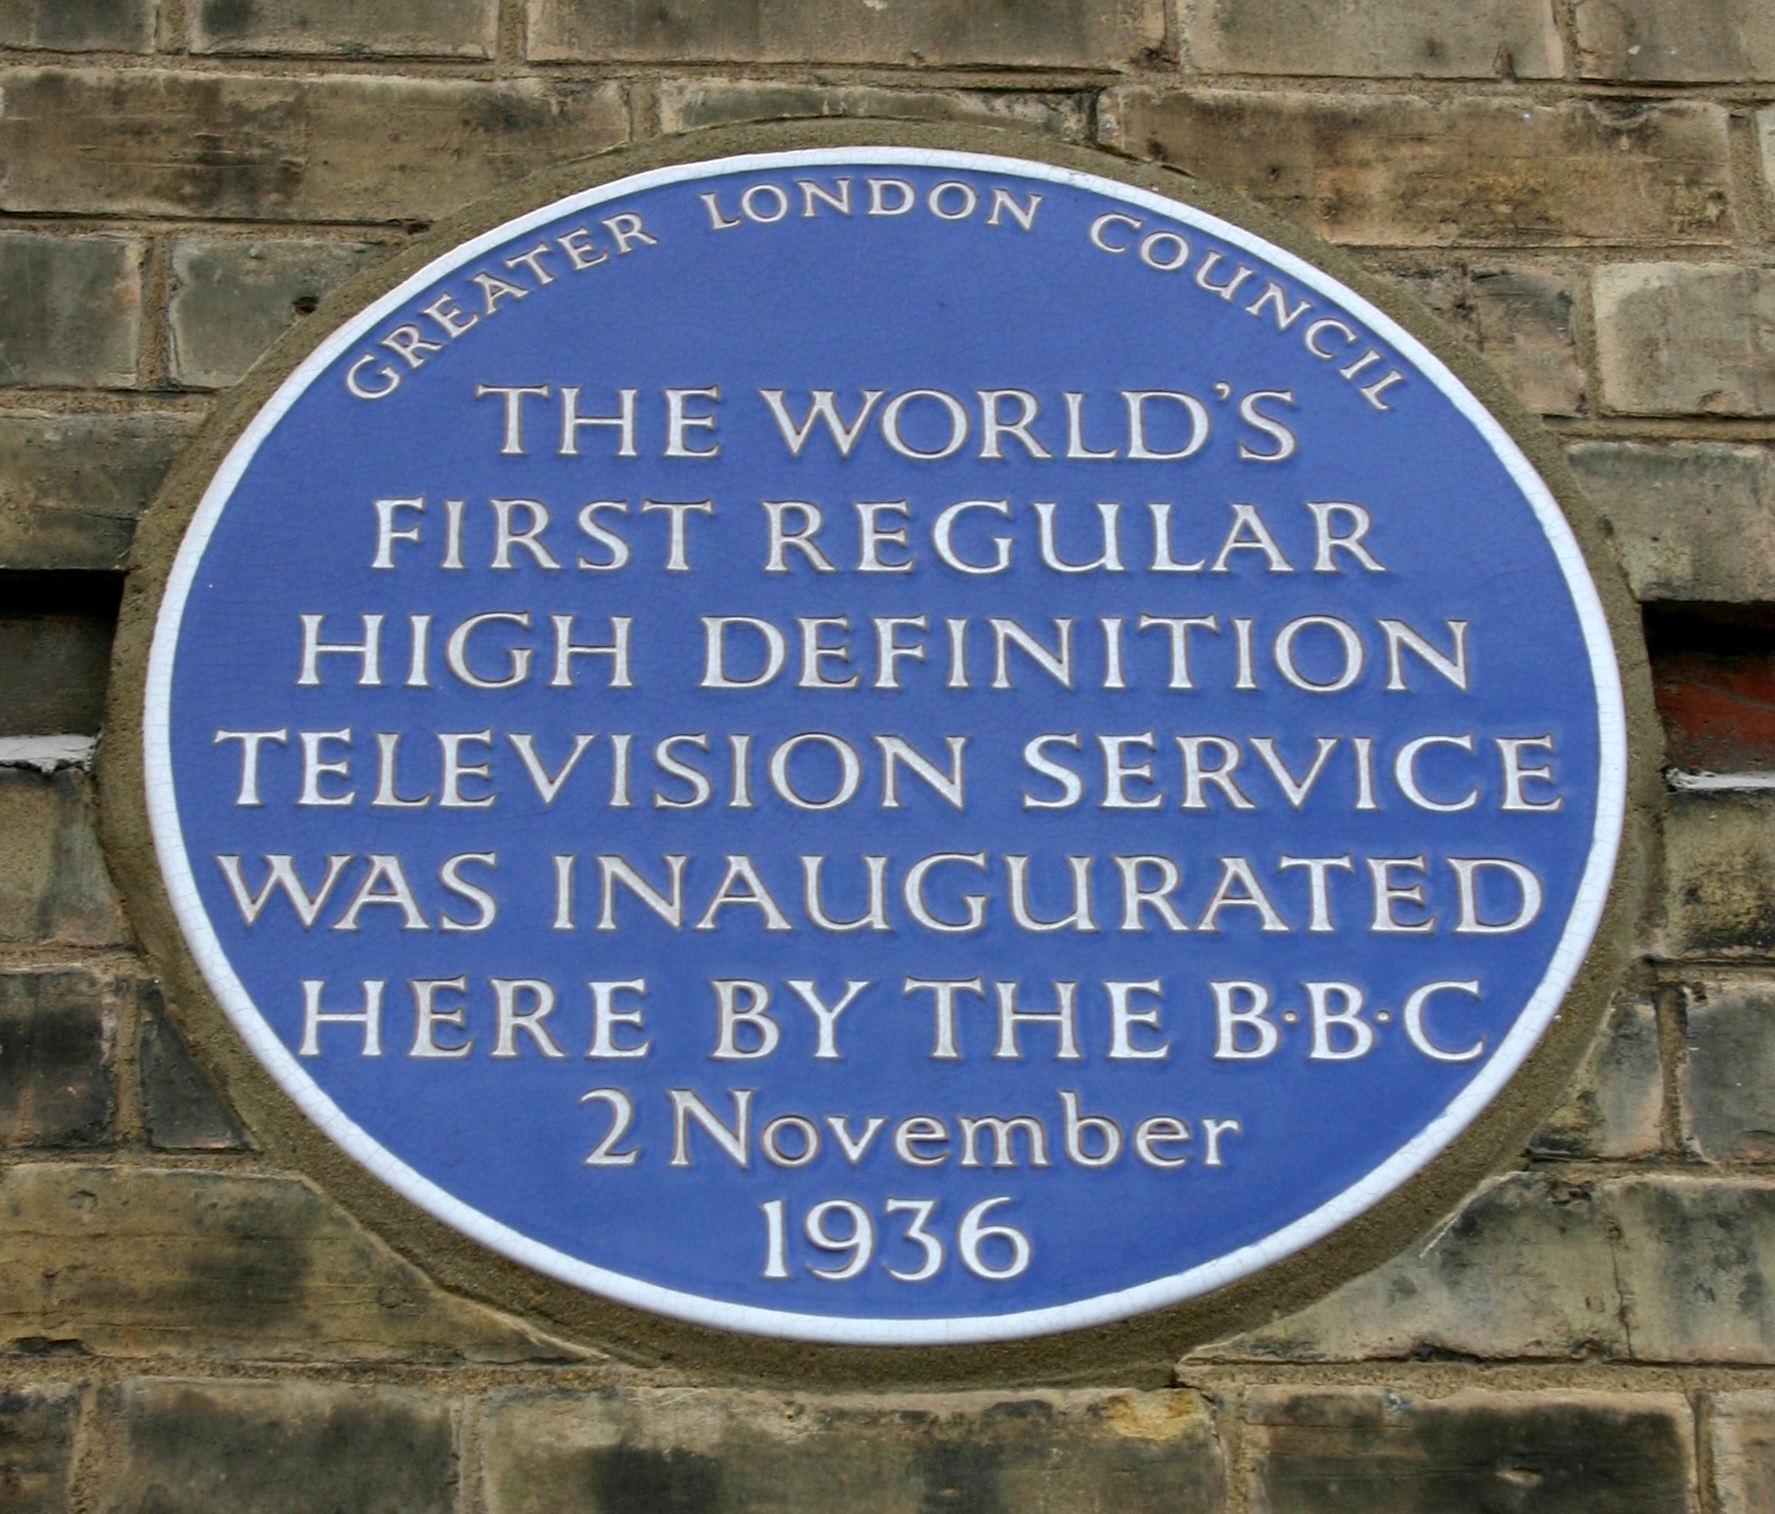 GREATER LONDON COUNCIL
THE WORLD'S
FIRST REGULAR
HIGH DEFINITION
TELEVISION SERVICE
WAS INAUGURATED
HERE BY THE B·B·C
2 November
1936